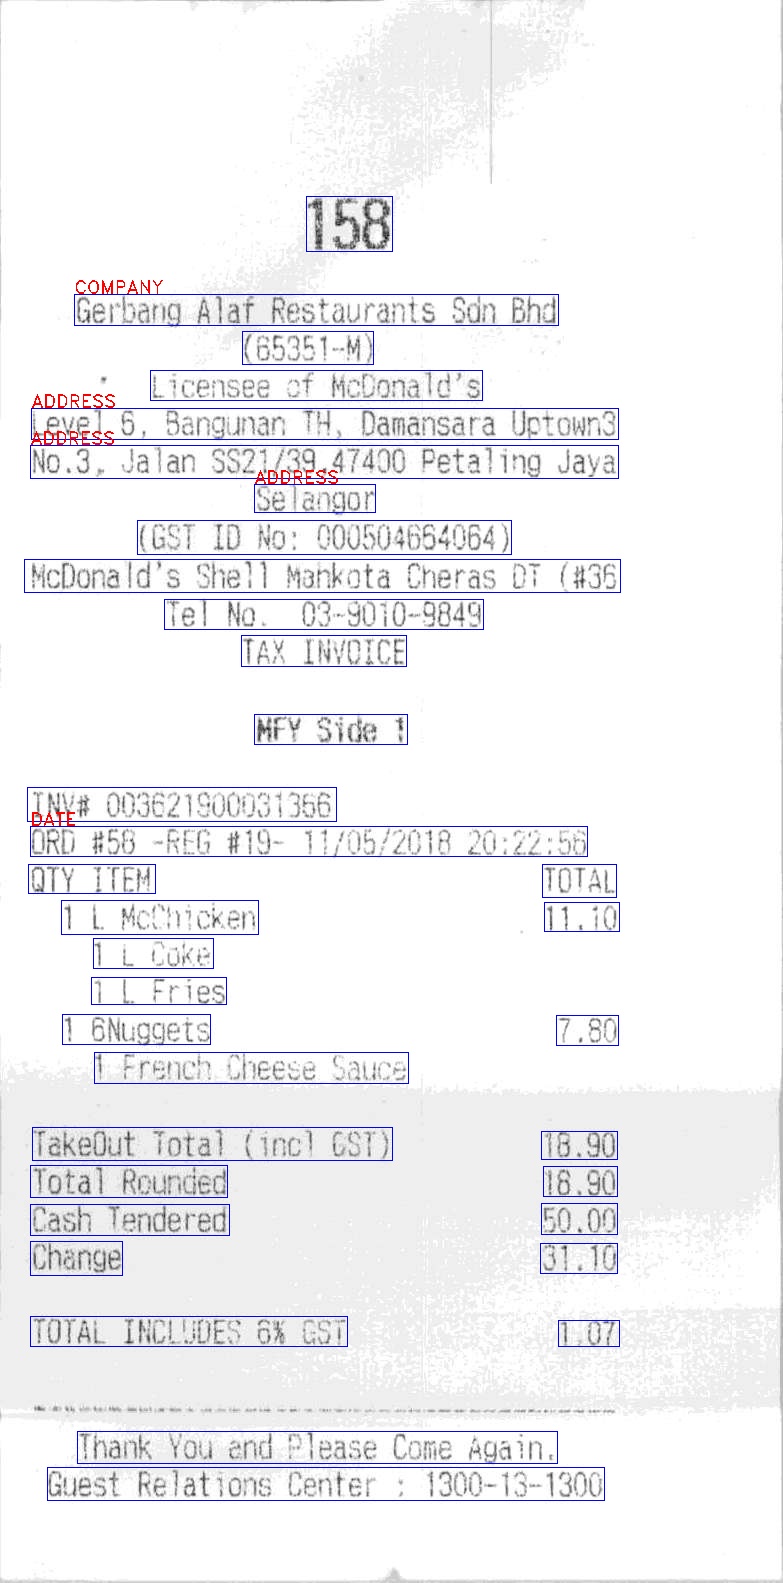 158
COMPANY
Gerbang Alaf Restaurants Sdn Bhd
(65351-M)
Licensee of McDonald's
ADDRESS
Level 6, Bangunan TH, Damansara Uptown3
ADDRESS
No.3, Jalan SS21/39,47400 Petaling Jaya
ADDRESS
Selangor
(GST ID No: 000504664064)
McDonald's Shell Mahkota Cheras DT (#36
Tel No. 03-9010-9849
TAX INVOICE
MFY Side 1
INV# 003621900031366
DATE
ORD #58 -REG #19- 11/05/2018 20:22:56
QTY ITEM TOTAL
1 L McChicken 11.10
1 L Coke
1 L Fries
1 6Nuggets 7.80
1 French Cheese Sauce
TakeOut Total (incl GST) 18.90
Total Rounded 18.90
Cash Tendered 50.00
Change 31.10
TOTAL INCLUDES 6% GST 1.07
Thank You and Please Come Again.
Guest Relations Center : 1300-13-1300